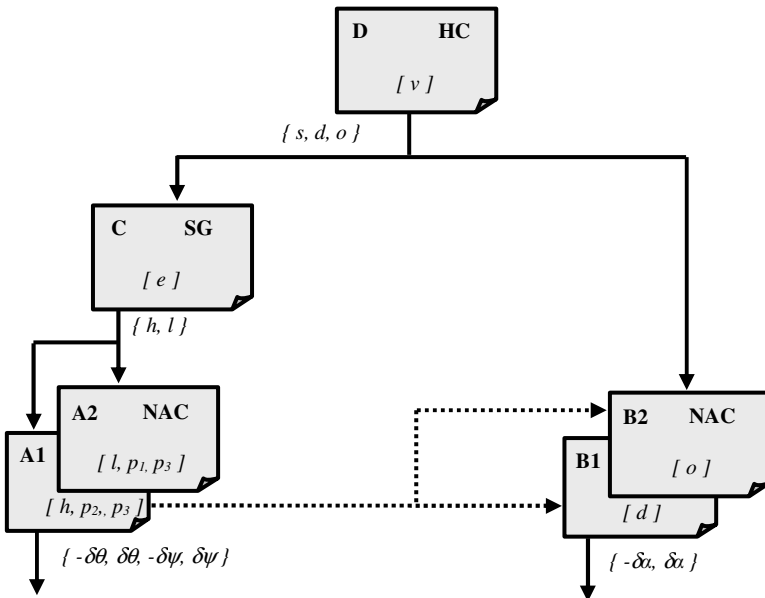 D HC
[ v ]
{ s, d, o }
C SG
[ e ]
{ h, l }
A2 NAC
[ l, p₁, p₃ ]
A1
[ h, p₂,, p₃ ]
{ -δθ, δθ, -δψ, δψ }
B2 NAC
[ o ]
B1
[ d ]
{ -δα, δα }